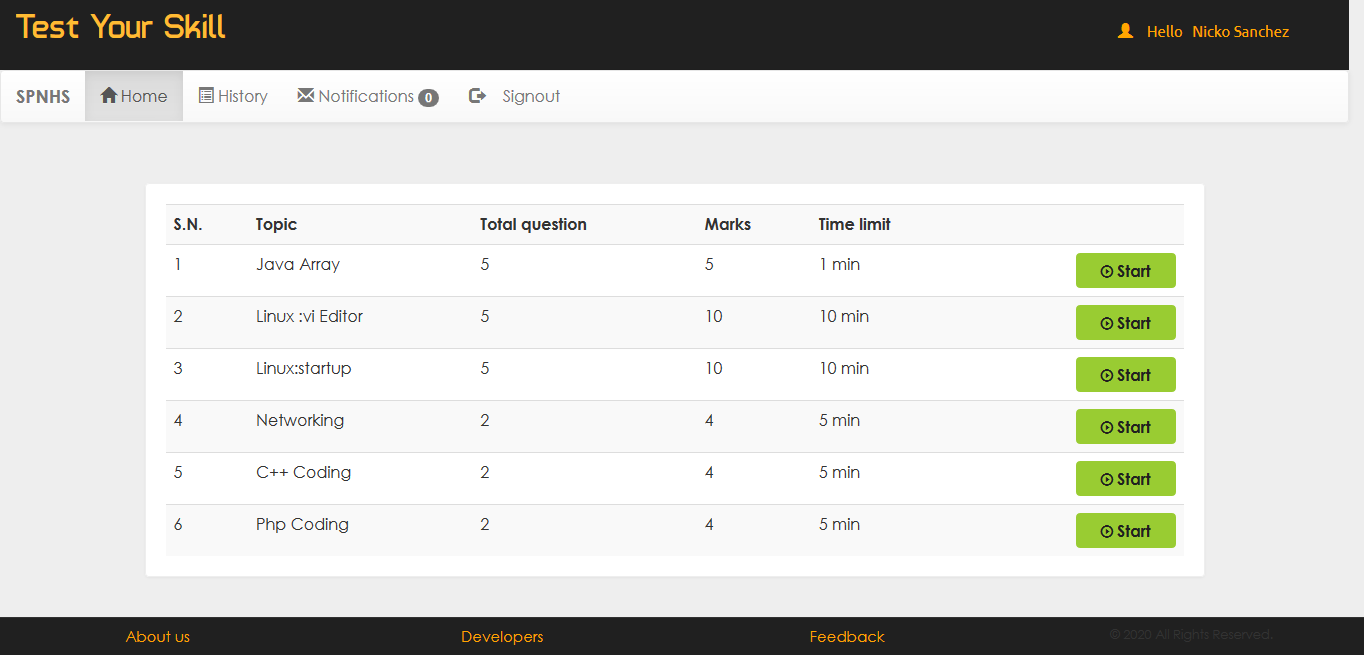 Test Your Skill
Hello Nicko Sanchez
SPNHS Home History Notifications 0 Signout
S.N. Topic Total question Marks Time limit
1 Java Array 5 5 1 min Start
2 Linux :vi Editor 5 10 10 min Start
3 Linux:startup 5 10 10 min Start
4 Networking 2 4 5 min Start
5 C++ Coding 2 4 5 min Start
6 Php Coding 2 4 5 min Start
About us Developers Feedback © 2020 All Rights Reserved.